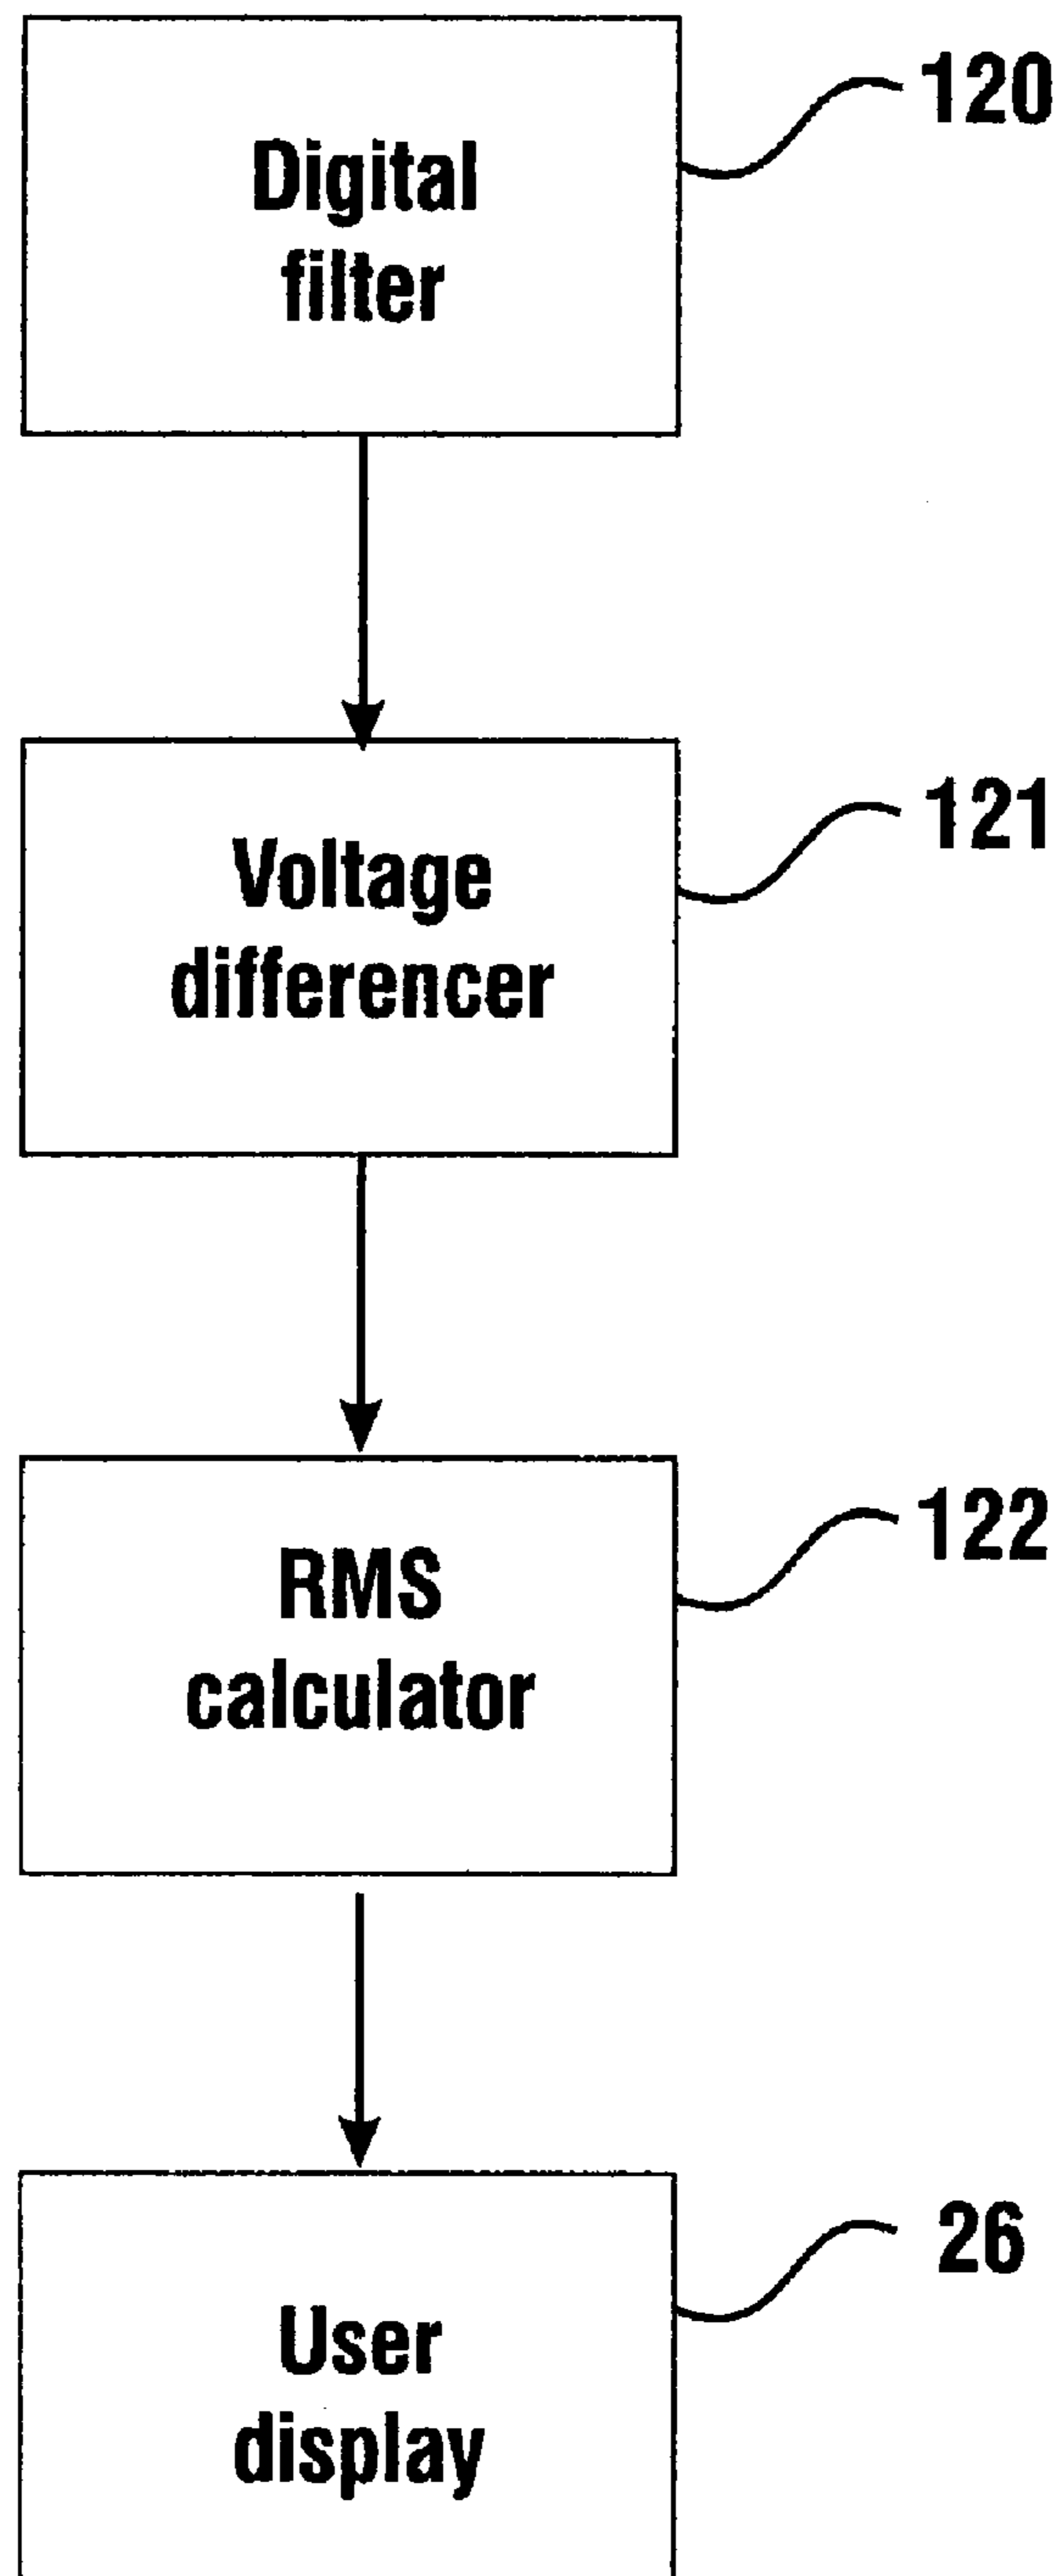 120
Digital
filter
121
Voltage
differencer
122
RMS
calculator
26
User
display